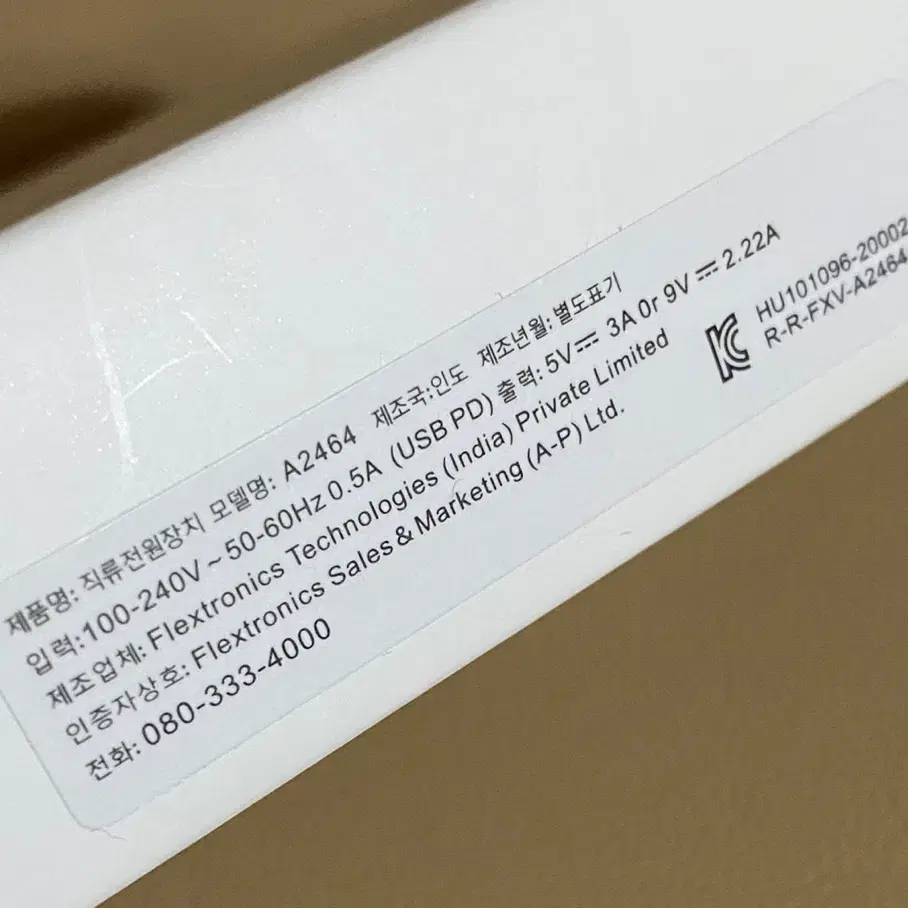 제품명: 직류전원장치 모델명: A2464 제조국:인도 제조년월: 별도표기
입력:100-240V~50-60Hz 0.5A (USB PD) 출력: 5V⎓ 3A 0r 9V⎓2.22A
제조업체: Flextronics Technologies (India) Private Limited
인증자상호: Flextronics Sales & Marketing (A-P) Ltd.
전화: 080-333-4000
HU101096-20002
R-R-FXV-A2464